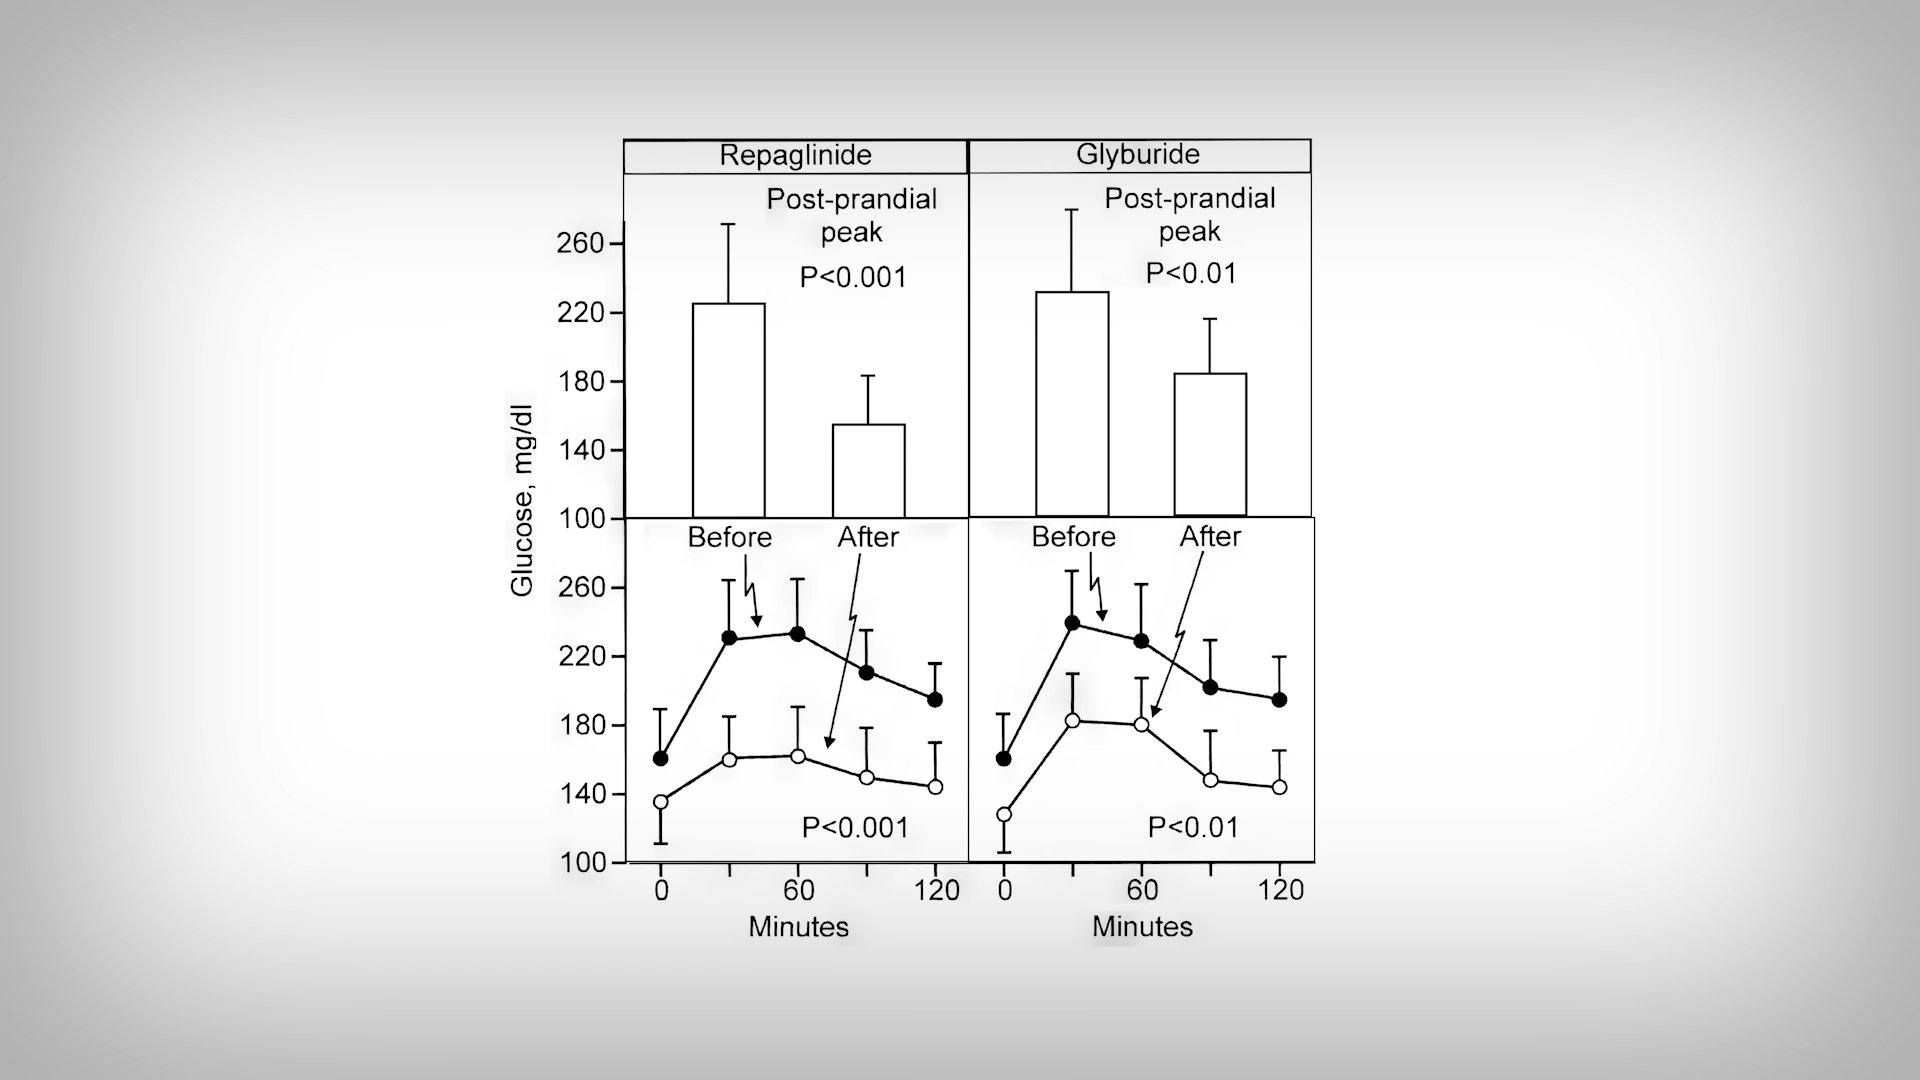 Repaglinide
Glyburide
Post-prandial
peak
P<0.001
Post-prandial
peak
P<0.01
Glucose, mg/dl
260
220
180
140
100
Before
After
Before
After
260
220
180
140
100
P<0.001
P<0.01
0
60
120
0
60
120
Minutes
Minutes